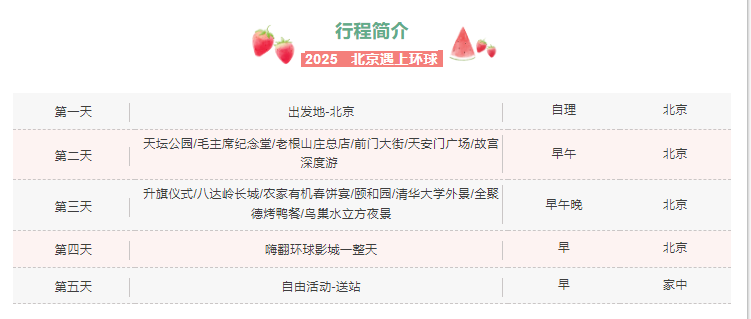 行程简介
2025 北京遇上环球
第一天 出发地-北京 自理 北京
第二天 天坛公园/毛主席纪念堂/老根山庄总店/前门大街/天安门广场/故宫 早午 北京
深度游
第三天 升旗仪式/八达岭长城/农家有机春饼宴/颐和园/清华大学外景/全聚 早午晚 北京
德烤鸭餐/鸟巢水立方夜景
第四天 嗨翻环球影城一整天 早 北京
第五天 自由活动-送站 早 家中